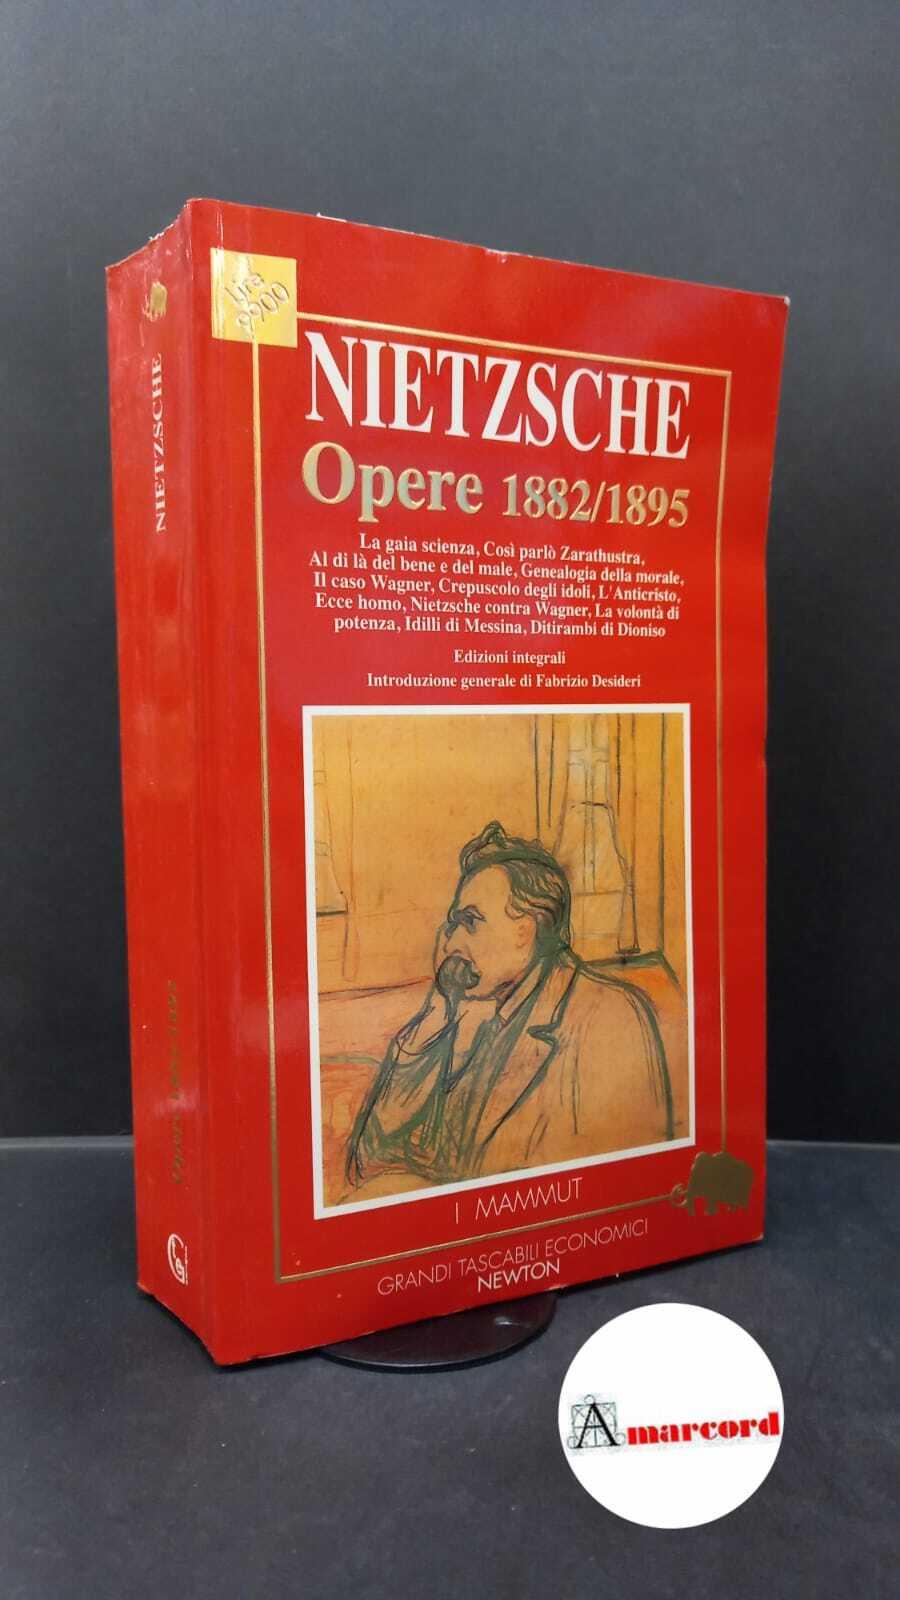 Lire
9900
NIETZSCHE
Opere 1882/1895
La gaia scienza, Così parlò Zarathustra,
Al di là del bene e del male, Genealogia della morale,
Il caso Wagner, Crepuscolo degli idoli, L'Anticristo,
Ecce homo, Nietzsche contra Wagner, La volontà di
potenza, Idilli di Messina, Ditirambi di Dioniso
Edizioni integrali
Introduzione generale di Fabrizio Desideri
I MAMMUT
GRANDI TASCABILI ECONOMICI
NEWTON
NIETZSCHE
Opere 1882/1895
Amarcord